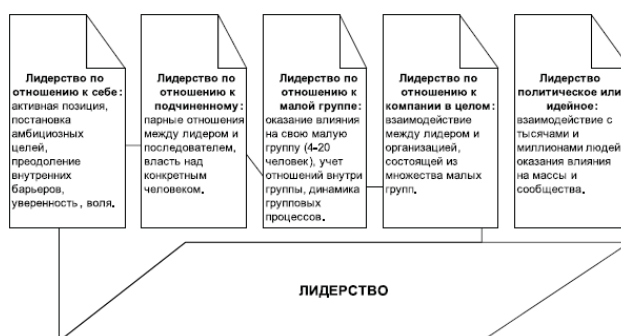 Лидерство по
отношению к себе:
активная позиция,
постановка
амбициозных
целей,
преодоление
внутренних
барьеров,
уверенность, воля.
Лидерство по
отношению к
подчиненному:
парные отношения
между лидером и
последователем,
власть над
конкретным
человеком.
Лидерство по
отношению к
малой группе:
оказание влияния
на свою малую
группу (4-20
человек), учет
отношений внутри
группы, динамика
групповых
процессов.
Лидерство по
отношению к
компании в целом:
взаимодействие
между лидером и
организацией,
состоящей из
множества малых
групп.
Лидерство
политическое или
идейное:
взаимодействие с
тысячами и
миллионами людей,
оказания влияния
на массы и
сообщества.
ЛИДЕРСТВО